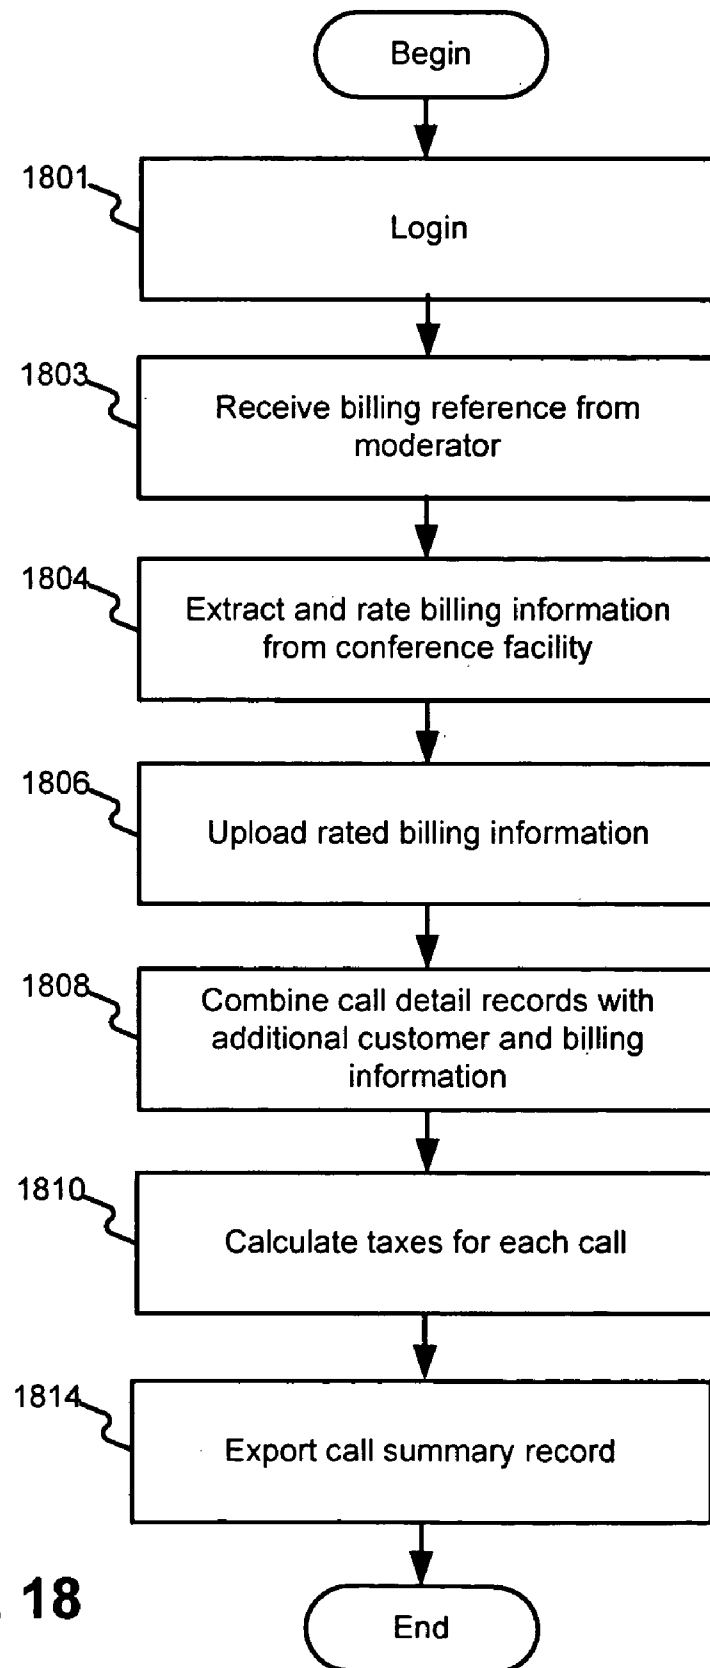 Begin
1801
Login
1803
Receive billing reference from
moderator
1804
Extract and rate billing information
from conference facility
1806
Upload rated billing information
1808
Combine call detail records with
additional customer and billing
information
1810
Calculate taxes for each call
1814
Export call summary record
18
End